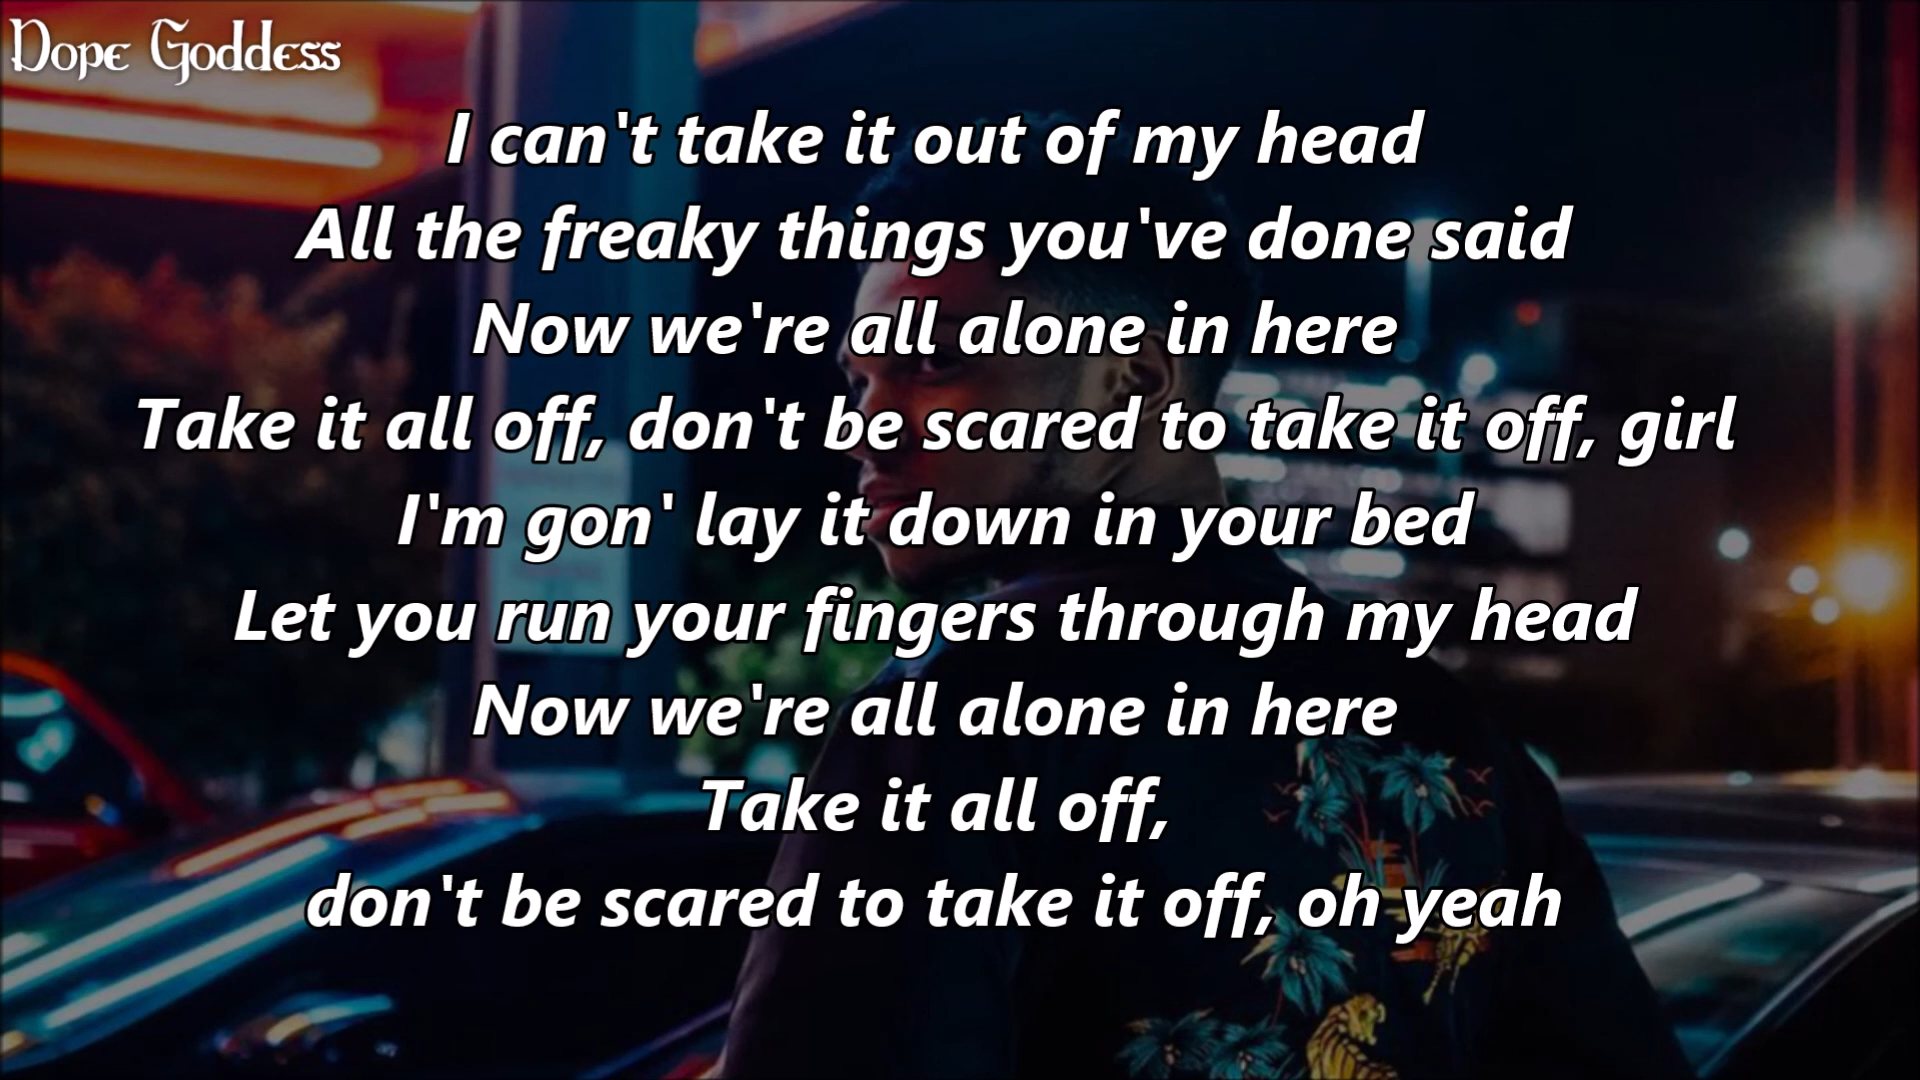 Dope Goddess
I can't take it out of my head
All the freaky things you've done said
Now we're all alone in here
Take it all off, don't be scared to take it off, girl
I'm gon' lay it down in your bed
Let you run your fingers through my head
Now we're all alone in here
Take it all off,
don't be scared to take it off, oh yeah